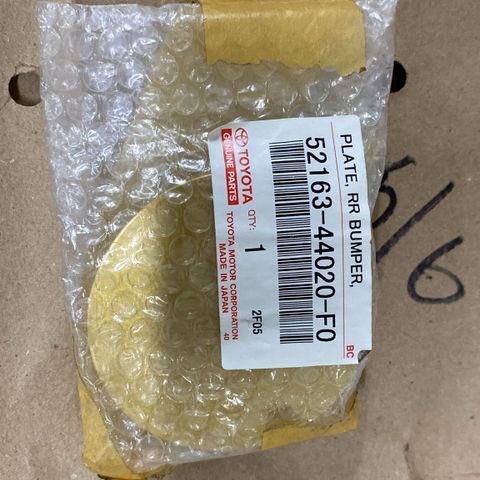 PLATE, RR BUMPER,
52163-44020-F0
BC
TOYOTA
GENUINE PARTS
QTY:
1
2F05
TOYOTA MOTOR CORPORATION
MADE IN JAPAN
40